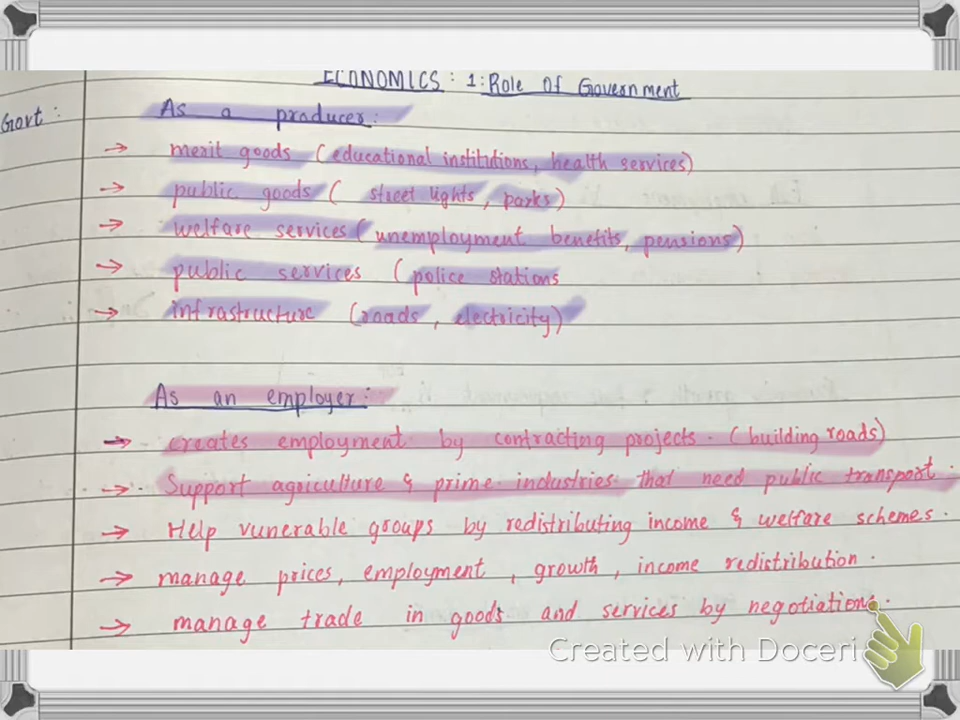 ECONOMICS: 1: Role Of Government
Govt:
As a producer:
→ merit goods (educational institutions, health services)
→ public goods ( street lights, parks)
→ welfare services (unemployment benefits, pensions)
→ public services (police stations
→ infrastructure (roads, electricity)
As an employer:
→ creates employment by contracting projects. (building roads)
→ Support agriculture & prime industries that need public transport.
→ Help vunerable groups by redistributing income & welfare schemes.
→ manage prices, employment, growth, income redistribution.
→ manage trade in goods and services by negotiations.
Created with Doceri